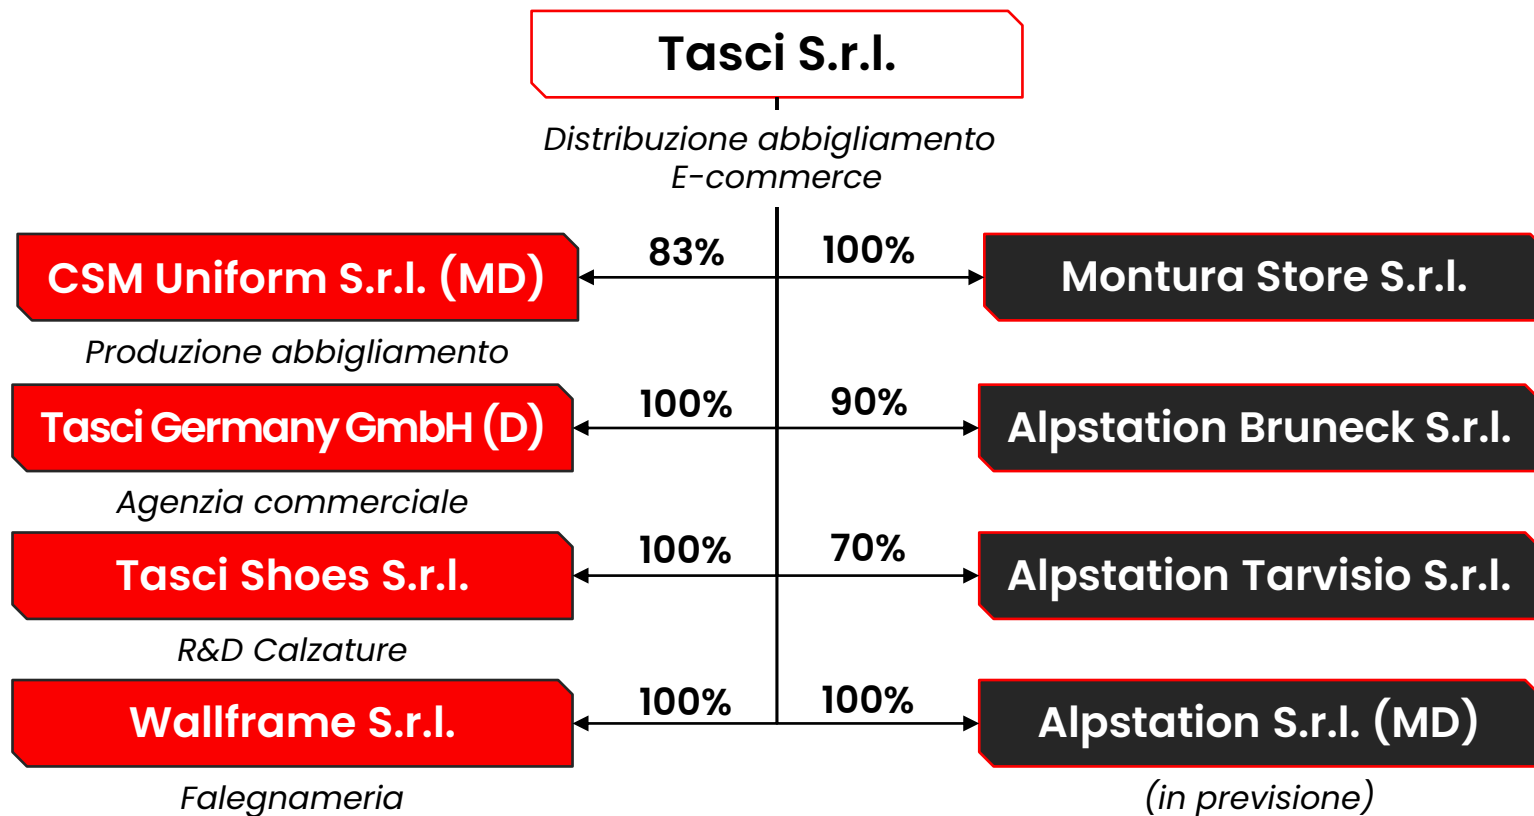 Tasci S.r.l.
Distribuzione abbigliamento
E-commerce
83% 100%
CSM Uniform S.r.l. (MD) Montura Store S.r.l.
Produzione abbigliamento
100% 90%
Tasci Germany GmbH (D) Alpstation Bruneck S.r.l.
Agenzia commerciale
100% 70%
Tasci Shoes S.r.l. Alpstation Tarvisio S.r.l.
R&D Calzature
100% 100%
Wallframe S.r.l. Alpstation S.r.l. (MD)
Falegnameria (in previsione)